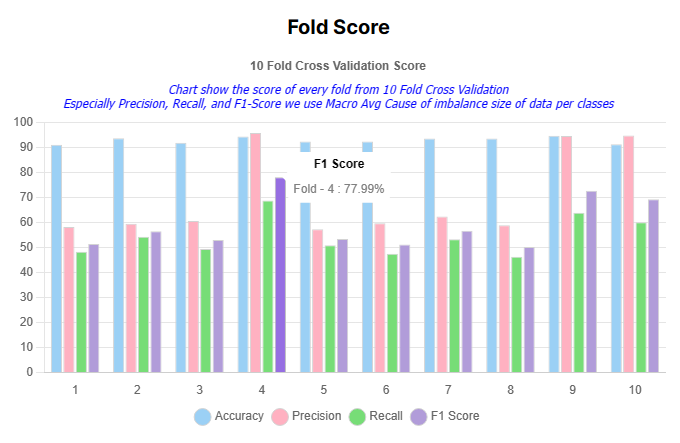 Fold Score
10 Fold Cross Validation Score
Chart show the score of every fold from 10 Fold Cross Validation
Especially Precision, Recall, and F1-Score we use Macro Avg Cause of imbalance size of data per classes
100
90
80
70
60
50
40
30
20
10
0
F1 Score
Fold - 4 : 77.99%
1 2 3 4 5 6 7 8 9 10
Accuracy Precision Recall F1 Score